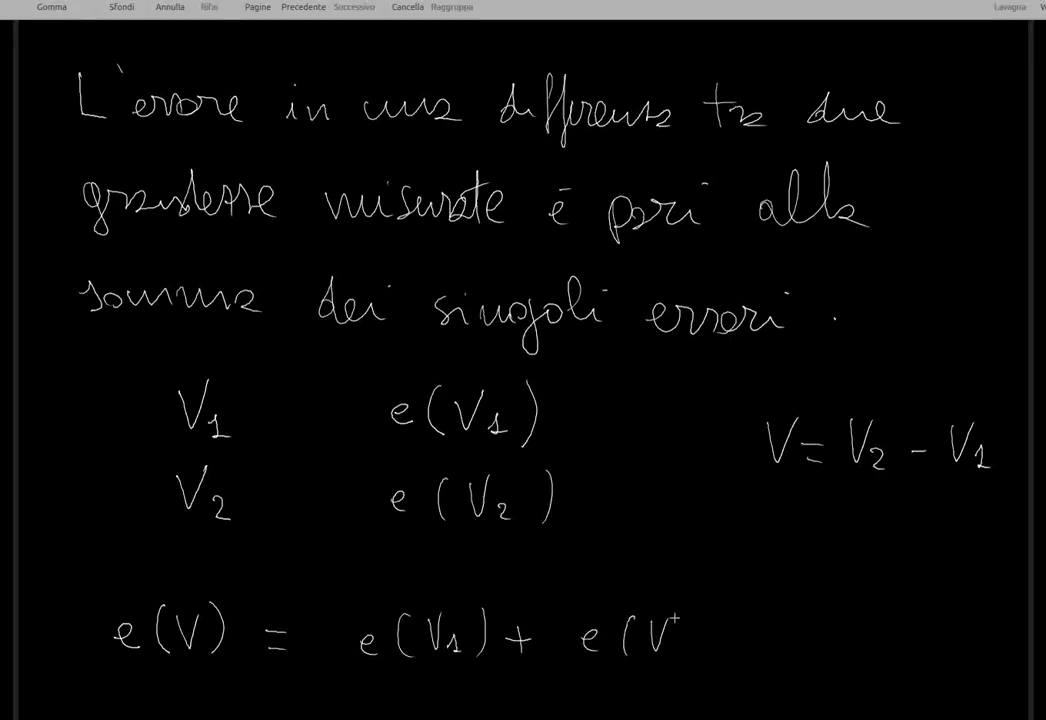 Gomma Sfondi Annulla Rifai Pagine Precedente Successivo Cancella Raggruppa Lavagna
L'errore in una differenza tra due
grandezze misurate è pari alla
somma dei singoli errori.
V1 e(V1)
V = V2 - V1
V2 e(V2)
e(V) = e(V1) + e(V